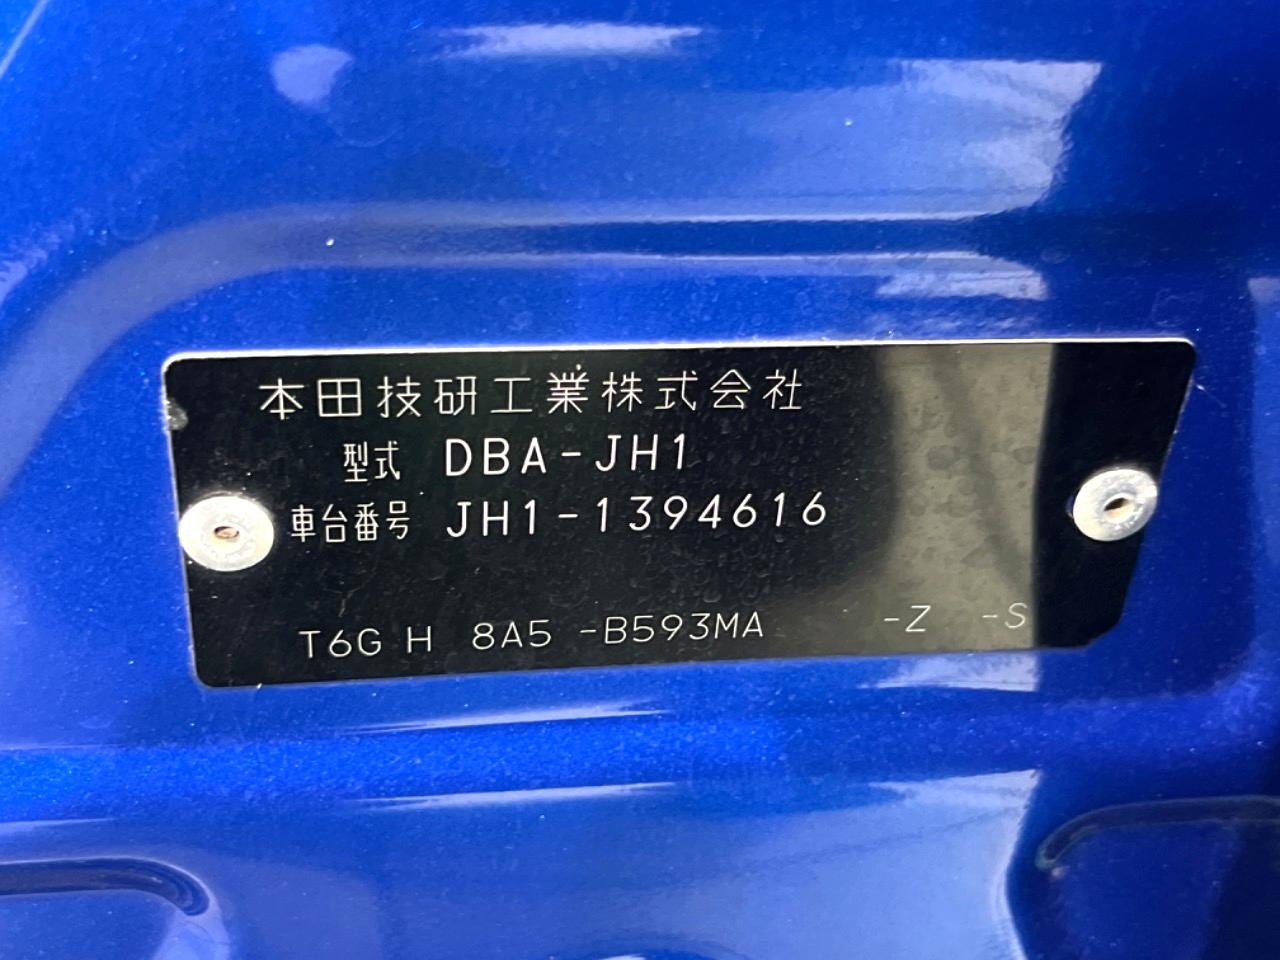 本田技研工業株式会社
型式 DBA-JH1
車台番号 JH1-1394616
T6G H 8A5 -B593MA -Z -S